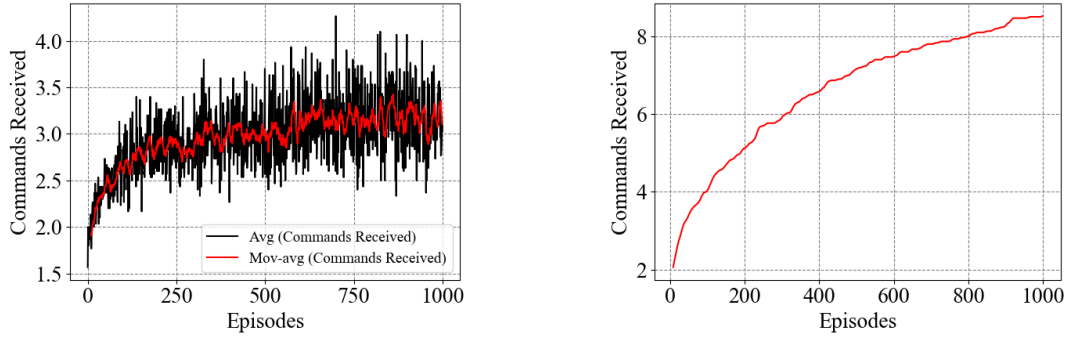 Commands Received
4.0
3.5
3.0
2.5
2.0
1.5
Avg (Commands Received)
Mov-avg (Commands Received)
0 250 500 750 1000
Episodes
Commands Received
8
6
4
2
0 200 400 600 800 1000
Episodes